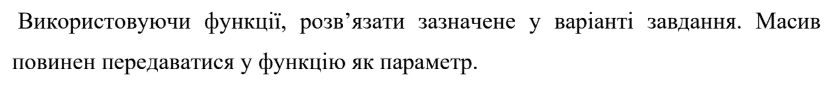 Використовуючи функції, розв’язати зазначене у варіанті завдання. Масив
повинен передаватися у функцію як параметр.